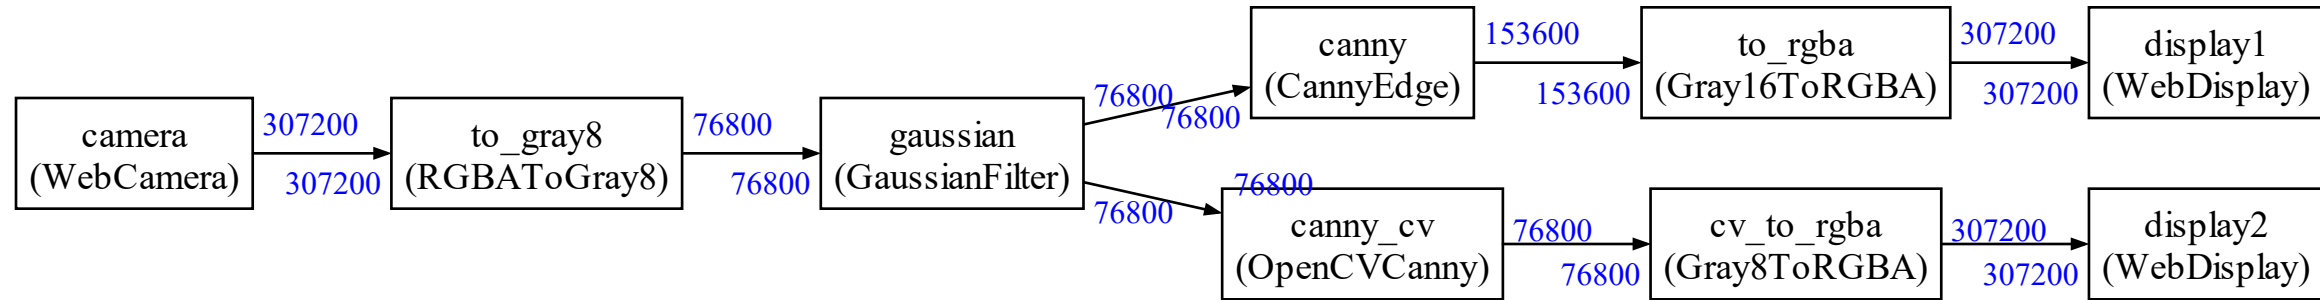 camera
(WebCamera)
307200
307200
to_gray8
(RGBAToGray8)
76800
76800
gaussian
(GaussianFilter)
76800
76800
canny
(CannyEdge)
153600
153600
to_rgba
(Gray16ToRGBA)
307200
307200
display1
(WebDisplay)
76800
76800
canny_cv
(OpenCVCanny)
76800
76800
cv_to_rgba
(Gray8ToRGBA)
307200
307200
display2
(WebDisplay)